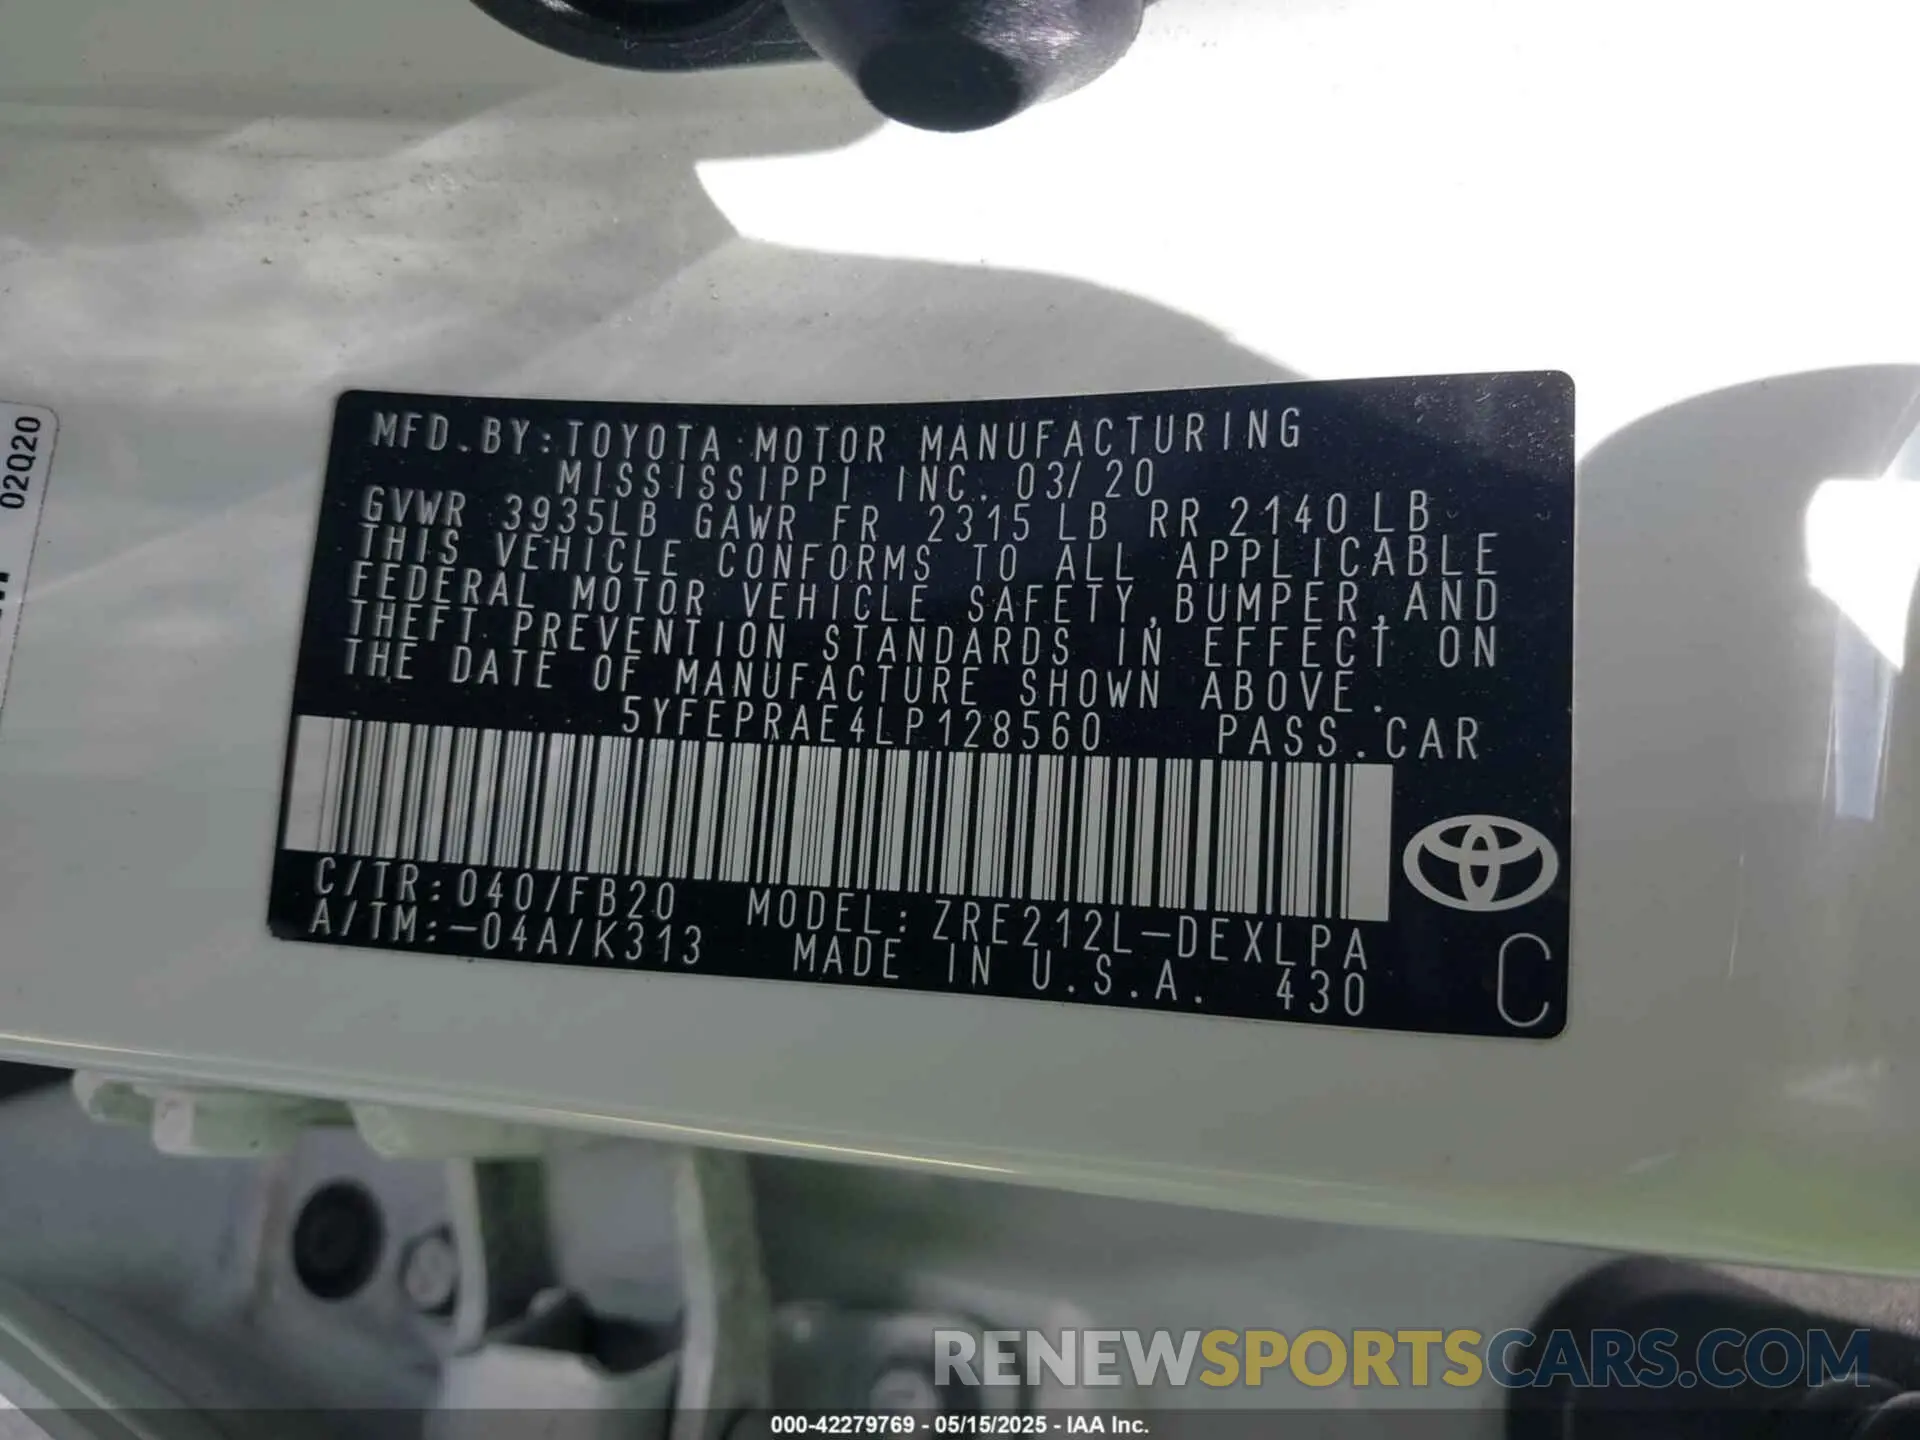 02Q20
MFD.BY:TOYOTA MOTOR MANUFACTURING
MISSISSIPPI INC. 03/20
GVWR 3935LB GAWR FR 2315 LB RR 2140 LB
THIS VEHICLE CONFORMS TO ALL APPLICABLE
FEDERAL MOTOR VEHICLE SAFETY, BUMPER, AND
THEFT PREVENTION STANDARDS IN EFFECT ON
THE DATE OF MANUFACTURE SHOWN ABOVE.
5YFEPRAE4LP128560 PASS.CAR
C/TR:040/FB20 MODEL:ZRE212L-DEXLPA
A/TM:-04A/K313 MADE IN U.S.A. 430
C
RENEWSPORTSCARS.COM
000-42279769 - 05/15/2025 - IAA Inc.